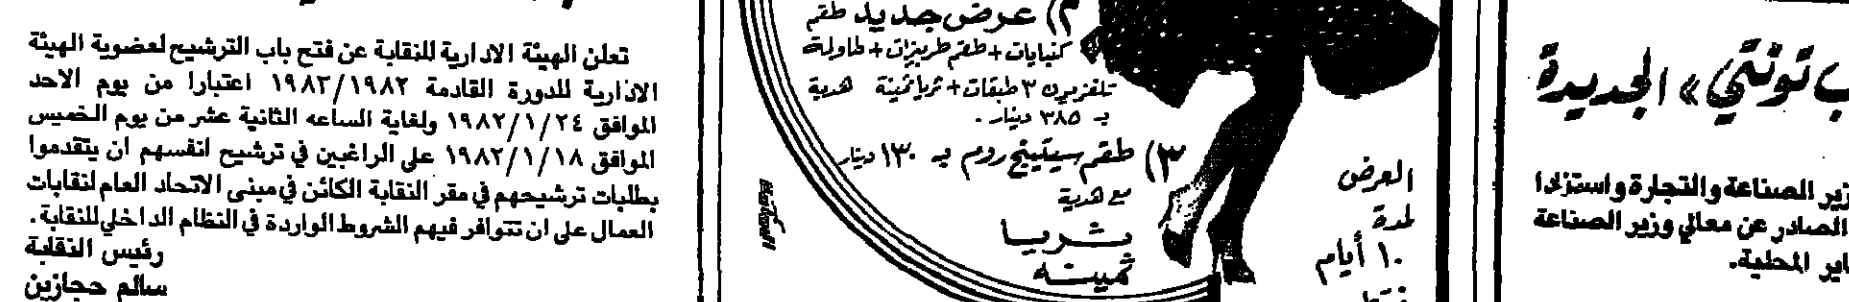 تعلن الهيئة الادارية للنقابة عن فتح باب الترشيح لعضوية الهيئة
الادارية للدورة القادمة ١٩٨٢/١٩٨٣ اعتبارا من يوم الاحد
الموافق ١٩٨٢/١/٢٤ ولغاية الساعه الثانية عشر من يوم الخميس
الموافق ١٩٨٢/١/١٨ على الراغبين في ترشيح انفسهم ان يتقدموا
بطلبات ترشيحهم في مقر النقابة الكائن في مبنى الاتحاد العام لنقابات
العمال على ان تتوافر فيهم الشروط الواردة في النظام الداخلي للنقابة.
رئيس النقابة
سالم حجازين
٢) عرض جديد طقم
كنبايات + طقم طربيزات + طاولة
تلفزيون ٣ طبقات + ثريا ثمينة هدية
بـ ٣٨٥ دينار.
٣) طقم سيتينج روم بـ ١٣٠ دينار
مع هدية
ثريا
ثمينه
العرض
لمدة
١٠ أيام
فقط
ب تونتي» الجديدة
زير الصناعة والتجارة واستنادا
الصادر عن معالي وزير الصناعة
المحلية.